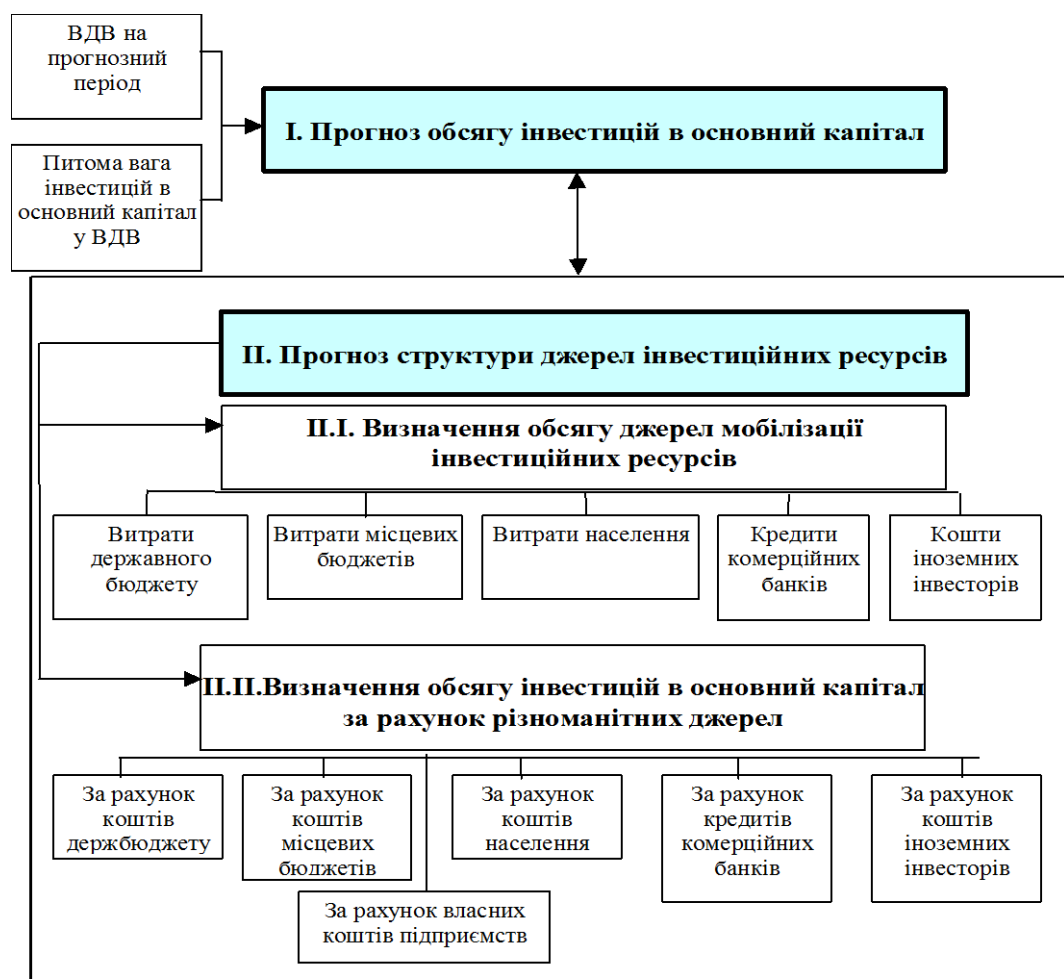 ВДВ на
прогнозний
період
Питома вага
інвестицій в
основний капітал
у ВДВ
І. Прогноз обсягу інвестицій в основний капітал
ІІ. Прогноз структури джерел інвестиційних ресурсів
ІІ.І. Визначення обсягу джерел мобілізації
інвестиційних ресурсів
Витрати
державного
бюджету
Витрати місцевих
бюджетів
Витрати населення
Кредити
комерційних
банків
Кошти
іноземних
інвесторів
ІІ.ІІ.Визначення обсягу інвестицій в основний капітал
за рахунок різноманітних джерел
За рахунок
коштів
держбюджету
За рахунок
коштів
місцевих
бюджетів
За рахунок
коштів
населення
За рахунок
кредитів
комерційних
банків
За рахунок
коштів
іноземних
інвесторів
За рахунок власних
коштів підприємств